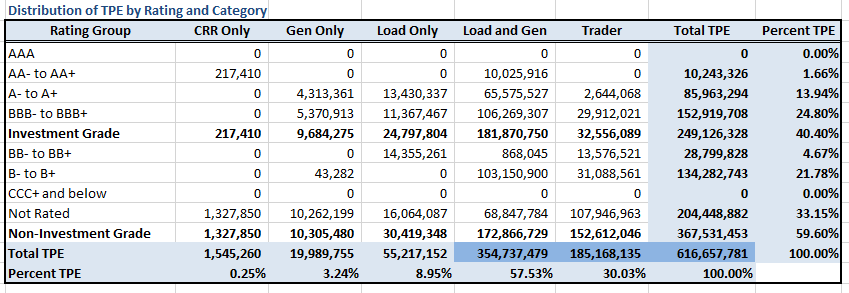 Distribution of TPE by Rating and Category
Rating Group CRR Only Gen Only Load Only Load and Gen Trader Total TPE Percent TPE
AAA 0 0 0 0 0 0 0.00%
AA- to AA+ 217,410 0 0 10,025,916 0 10,243,326 1.66%
A- to A+ 0 4,313,361 13,430,337 65,575,527 2,644,068 85,963,294 13.94%
BBB- to BBB+ 0 5,370,913 11,367,467 106,269,307 29,912,021 152,919,708 24.80%
Investment Grade 217,410 9,684,275 24,797,804 181,870,750 32,556,089 249,126,328 40.40%
BB- to BB+ 0 0 14,355,261 868,045 13,576,521 28,799,828 4.67%
B- to B+ 0 43,282 0 103,150,900 31,088,561 134,282,743 21.78%
CCC+ and below 0 0 0 0 0 0 0.00%
Not Rated 1,327,850 10,262,199 16,064,087 68,847,784 107,946,963 204,448,882 33.15%
Non-Investment Grade 1,327,850 10,305,480 30,419,348 172,866,729 152,612,046 367,531,453 59.60%
Total TPE 1,545,260 19,989,755 55,217,152 354,737,479 185,168,135 616,657,781 100.00%
Percent TPE 0.25% 3.24% 8.95% 57.53% 30.03% 100.00%